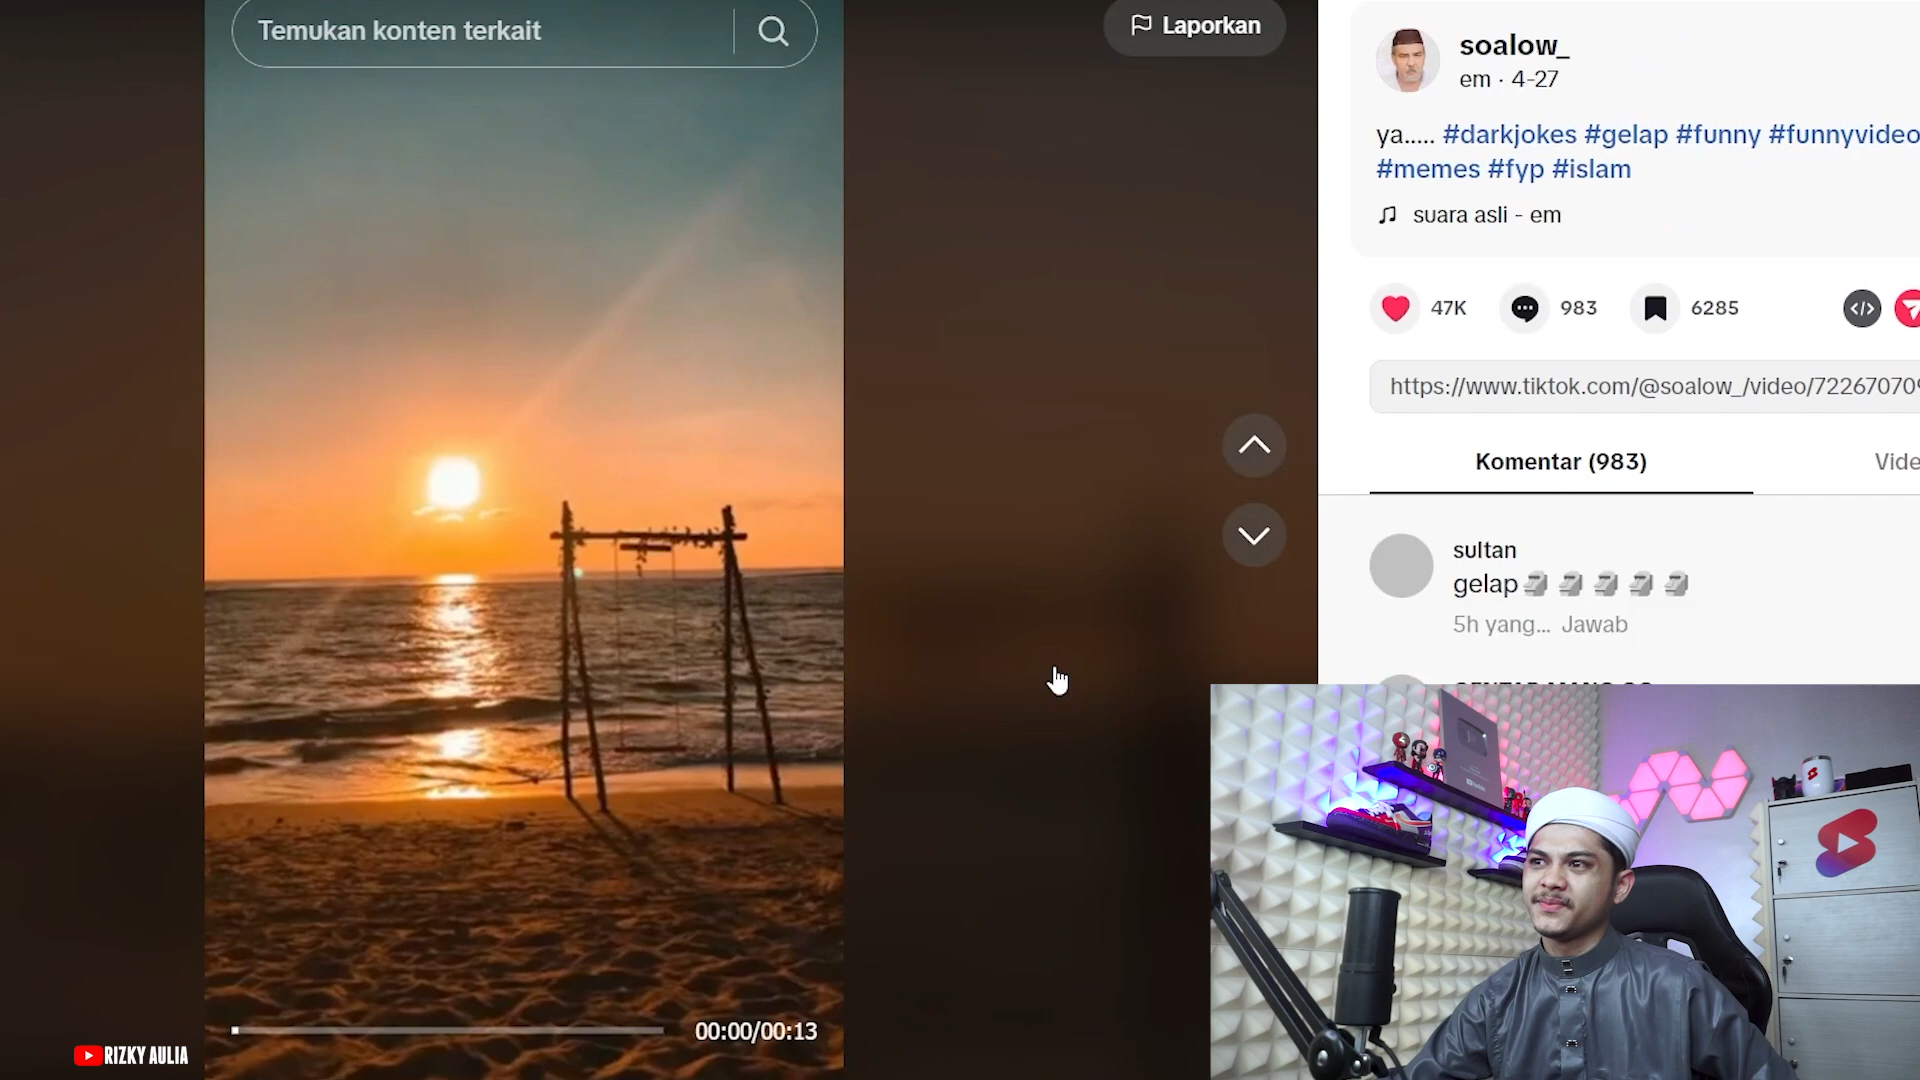 Temukan konten terkait
Laporkan
soalow_
em · 4-27
ya..... #darkjokes #gelap #funny #funnyvideo
#memes #fyp #islam
suara asli - em
47K
983
6285
https://www.tiktok.com/@soalow_/video/722670709
Komentar (983)
Vide
sultan
gelap🗿🗿🗿🗿🗿
5h yang... Jawab
00:00/00:13
RIZKY AULIA